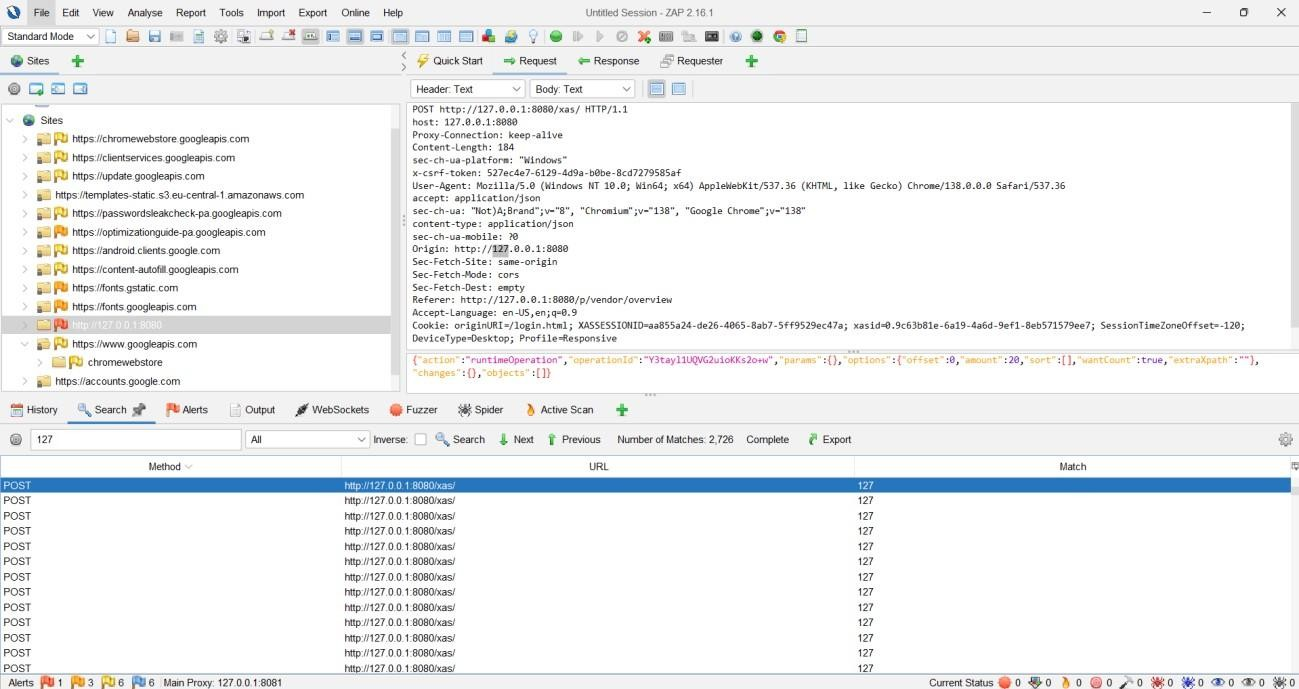 Untitled Session - ZAP 2.16.1
File Edit View Analyse Report Tools Import Export Online Help
Standard Mode
Sites
Quick Start Request Response Requester
Header: Text Body: Text
Sites
https://chromewebstore.googleapis.com
https://clientservices.googleapis.com
https://update.googleapis.com
https://templates-static.s3.eu-central-1.amazonaws.com
https://passwordsleakcheck-pa.googleapis.com
https://optimizationguide-pa.googleapis.com
https://android.clients.google.com
https://content-autofill.googleapis.com
https://fonts.gstatic.com
https://fonts.googleapis.com
http://127.0.0.1:8080
https://www.googleapis.com
chromewebstore
https://accounts.google.com
POST http://127.0.0.1:8080/xas/ HTTP/1.1
host: 127.0.0.1:8080
Proxy-Connection: keep-alive
Content-Length: 184
sec-ch-ua-platform: "Windows"
x-csrf-token: 527ec4e7-6129-4d9a-b0be-8cd7279585af
User-Agent: Mozilla/5.0 (Windows NT 10.0; Win64; x64) AppleWebKit/537.36 (KHTML, like Gecko) Chrome/138.0.0.0 Safari/537.36
accept: application/json
sec-ch-ua: "Not)A;Brand";v="8", "Chromium";v="138", "Google Chrome";v="138"
content-type: application/json
sec-ch-ua-mobile: ?0
Origin: http://127.0.0.1:8080
Sec-Fetch-Site: same-origin
Sec-Fetch-Mode: cors
Sec-Fetch-Dest: empty
Referer: http://127.0.0.1:8080/p/vendor/overview
Accept-Language: en-US,en;q=0.9
Cookie: originURI=/login.html; XASSESSIONID=aa855a24-de26-4065-8ab7-5ff9529ec47a; xasid=0.9c63b81e-6a19-4a6d-9ef1-8eb571579ee7; SessionTimeZoneOffset=-120;
DeviceType=Desktop; Profile=Responsive
{"action":"runtimeOperation","operationId":"Y3tayl1UQVG2uioKKs2o+w","params":{},"options":{"offset":0,"amount":20,"sort":[],"wantCount":true,"extraXpath":""},
"changes":{},"objects":[]}
History Search Alerts Output WebSockets Fuzzer Spider Active Scan
127 All Inverse: Search Next Previous Number of Matches: 2,726 Complete Export
Method URL Match
POST http://127.0.0.1:8080/xas/ 127
POST http://127.0.0.1:8080/xas/ 127
POST http://127.0.0.1:8080/xas/ 127
POST http://127.0.0.1:8080/xas/ 127
POST http://127.0.0.1:8080/xas/ 127
POST http://127.0.0.1:8080/xas/ 127
POST http://127.0.0.1:8080/xas/ 127
POST http://127.0.0.1:8080/xas/ 127
POST http://127.0.0.1:8080/xas/ 127
POST http://127.0.0.1:8080/xas/ 127
POST http://127.0.0.1:8080/xas/ 127
POST http://127.0.0.1:8080/xas/ 127
POST http://127.0.0.1:8080/xas/ 127
Alerts 1 3 6 6 Main Proxy: 127.0.0.1:8081 Current Status 0 0 0 0 0 0 0 0 0 0